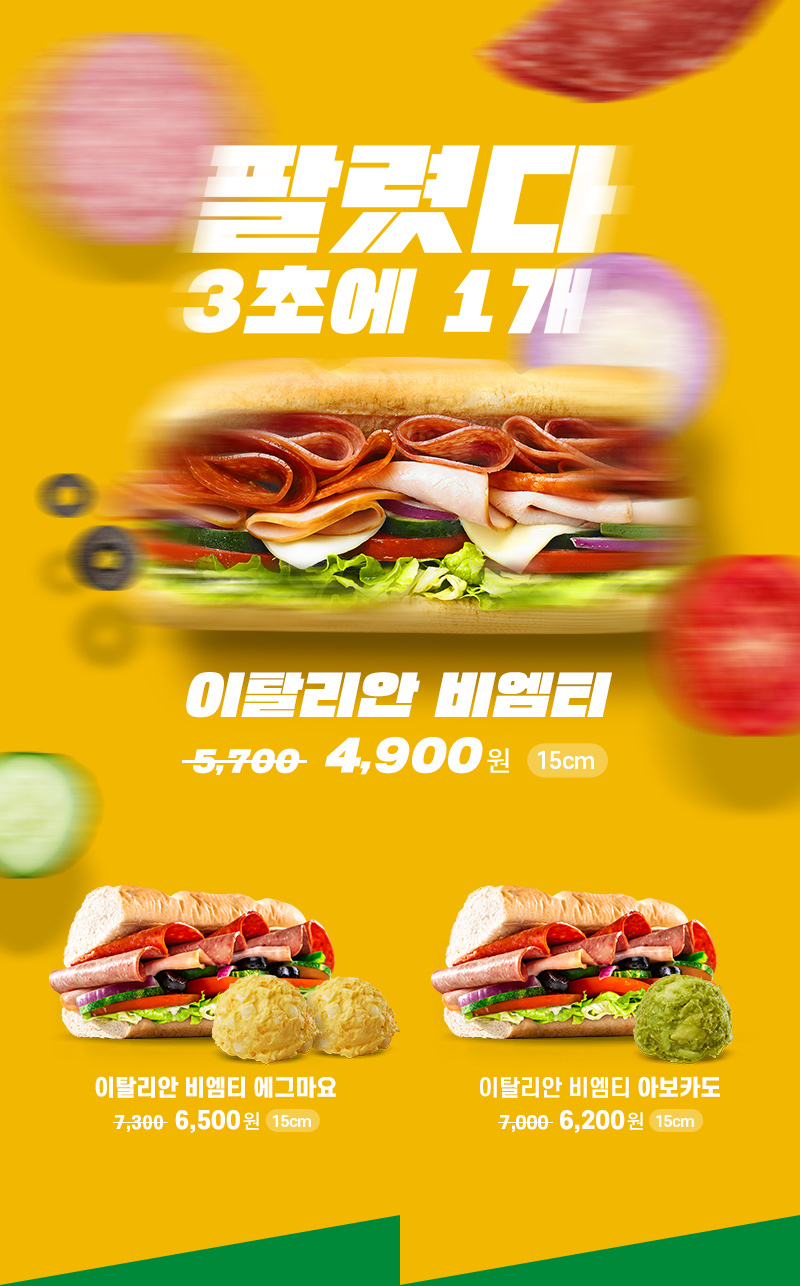 팔렸다
3초에 1개
이탈리안 비엠티
5,700 4,900원 15cm
이탈리안 비엠티 에그마요
7,300 6,500원 15cm
이탈리안 비엠티 아보카도
7,000 6,200원 15cm